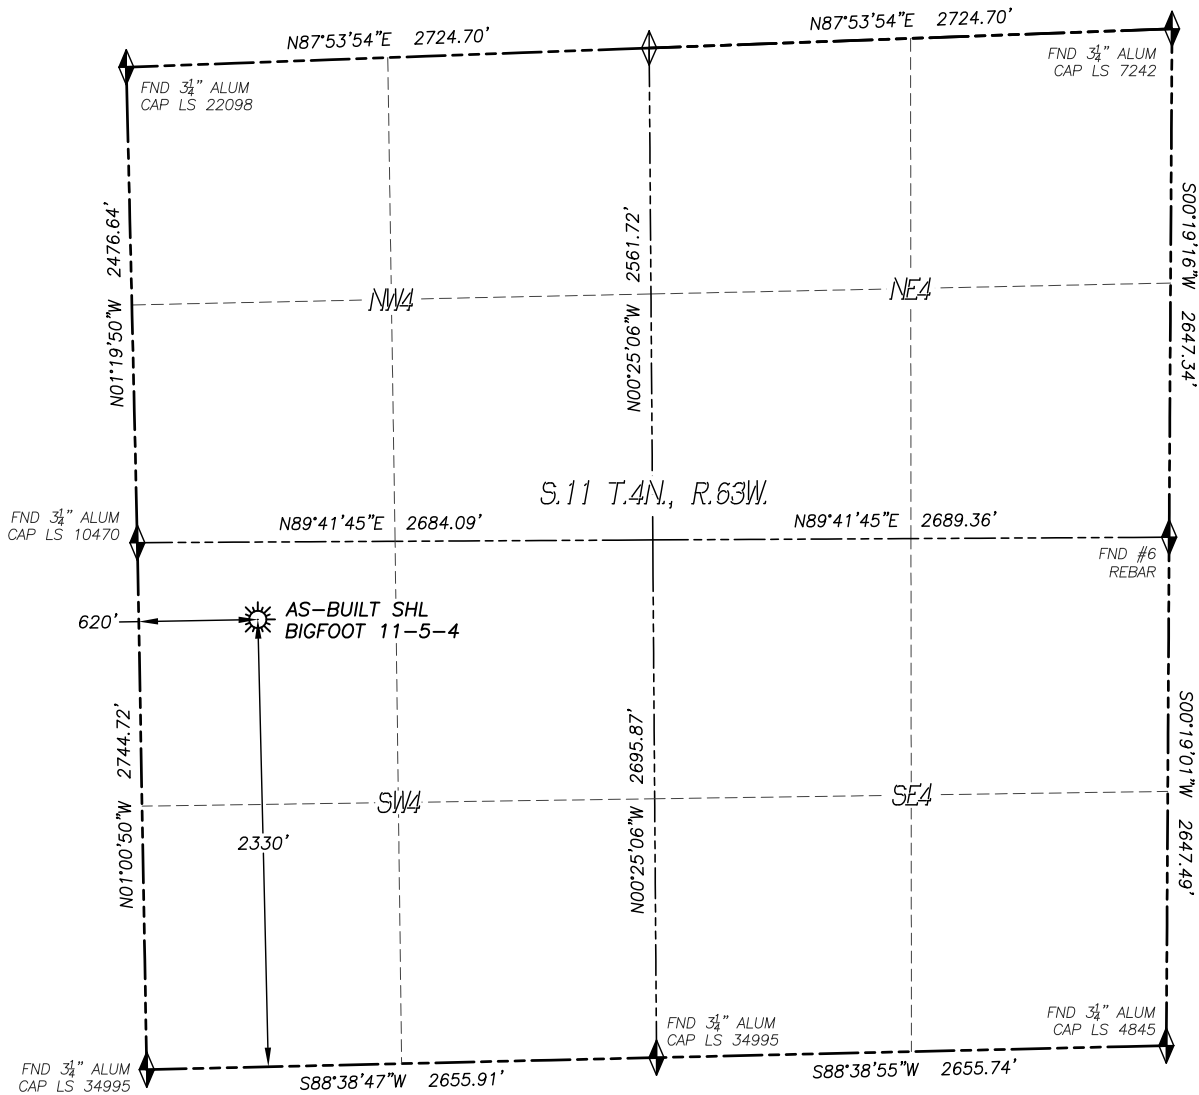 N87°53'54"E 2724.70'
N87°53'54"E 2724.70'
FND 3¼" ALUM
CAP LS 22098
FND 3¼" ALUM
CAP LS 7242
N01°19'50"W 2476.64'
N00°25'06"W 2561.72'
S00°19'16"W 2647.34'
NW4
NE4
S.11 T.4N., R.63W.
FND 3¼" ALUM
CAP LS 10470
N89°41'45"E 2684.09'
N89°41'45"E 2689.36'
FND #6
REBAR
620'
AS-BUILT SHL
BIGFOOT 11-5-4
N01°00'50"W 2744.72'
N00°25'06"W 2695.87'
S00°19'01"W 2647.49'
SW4
SE4
2330'
FND 3¼" ALUM
CAP LS 34995
S88°38'47"W 2655.91'
FND 3¼" ALUM
CAP LS 34995
S88°38'55"W 2655.74'
FND 3¼" ALUM
CAP LS 4845